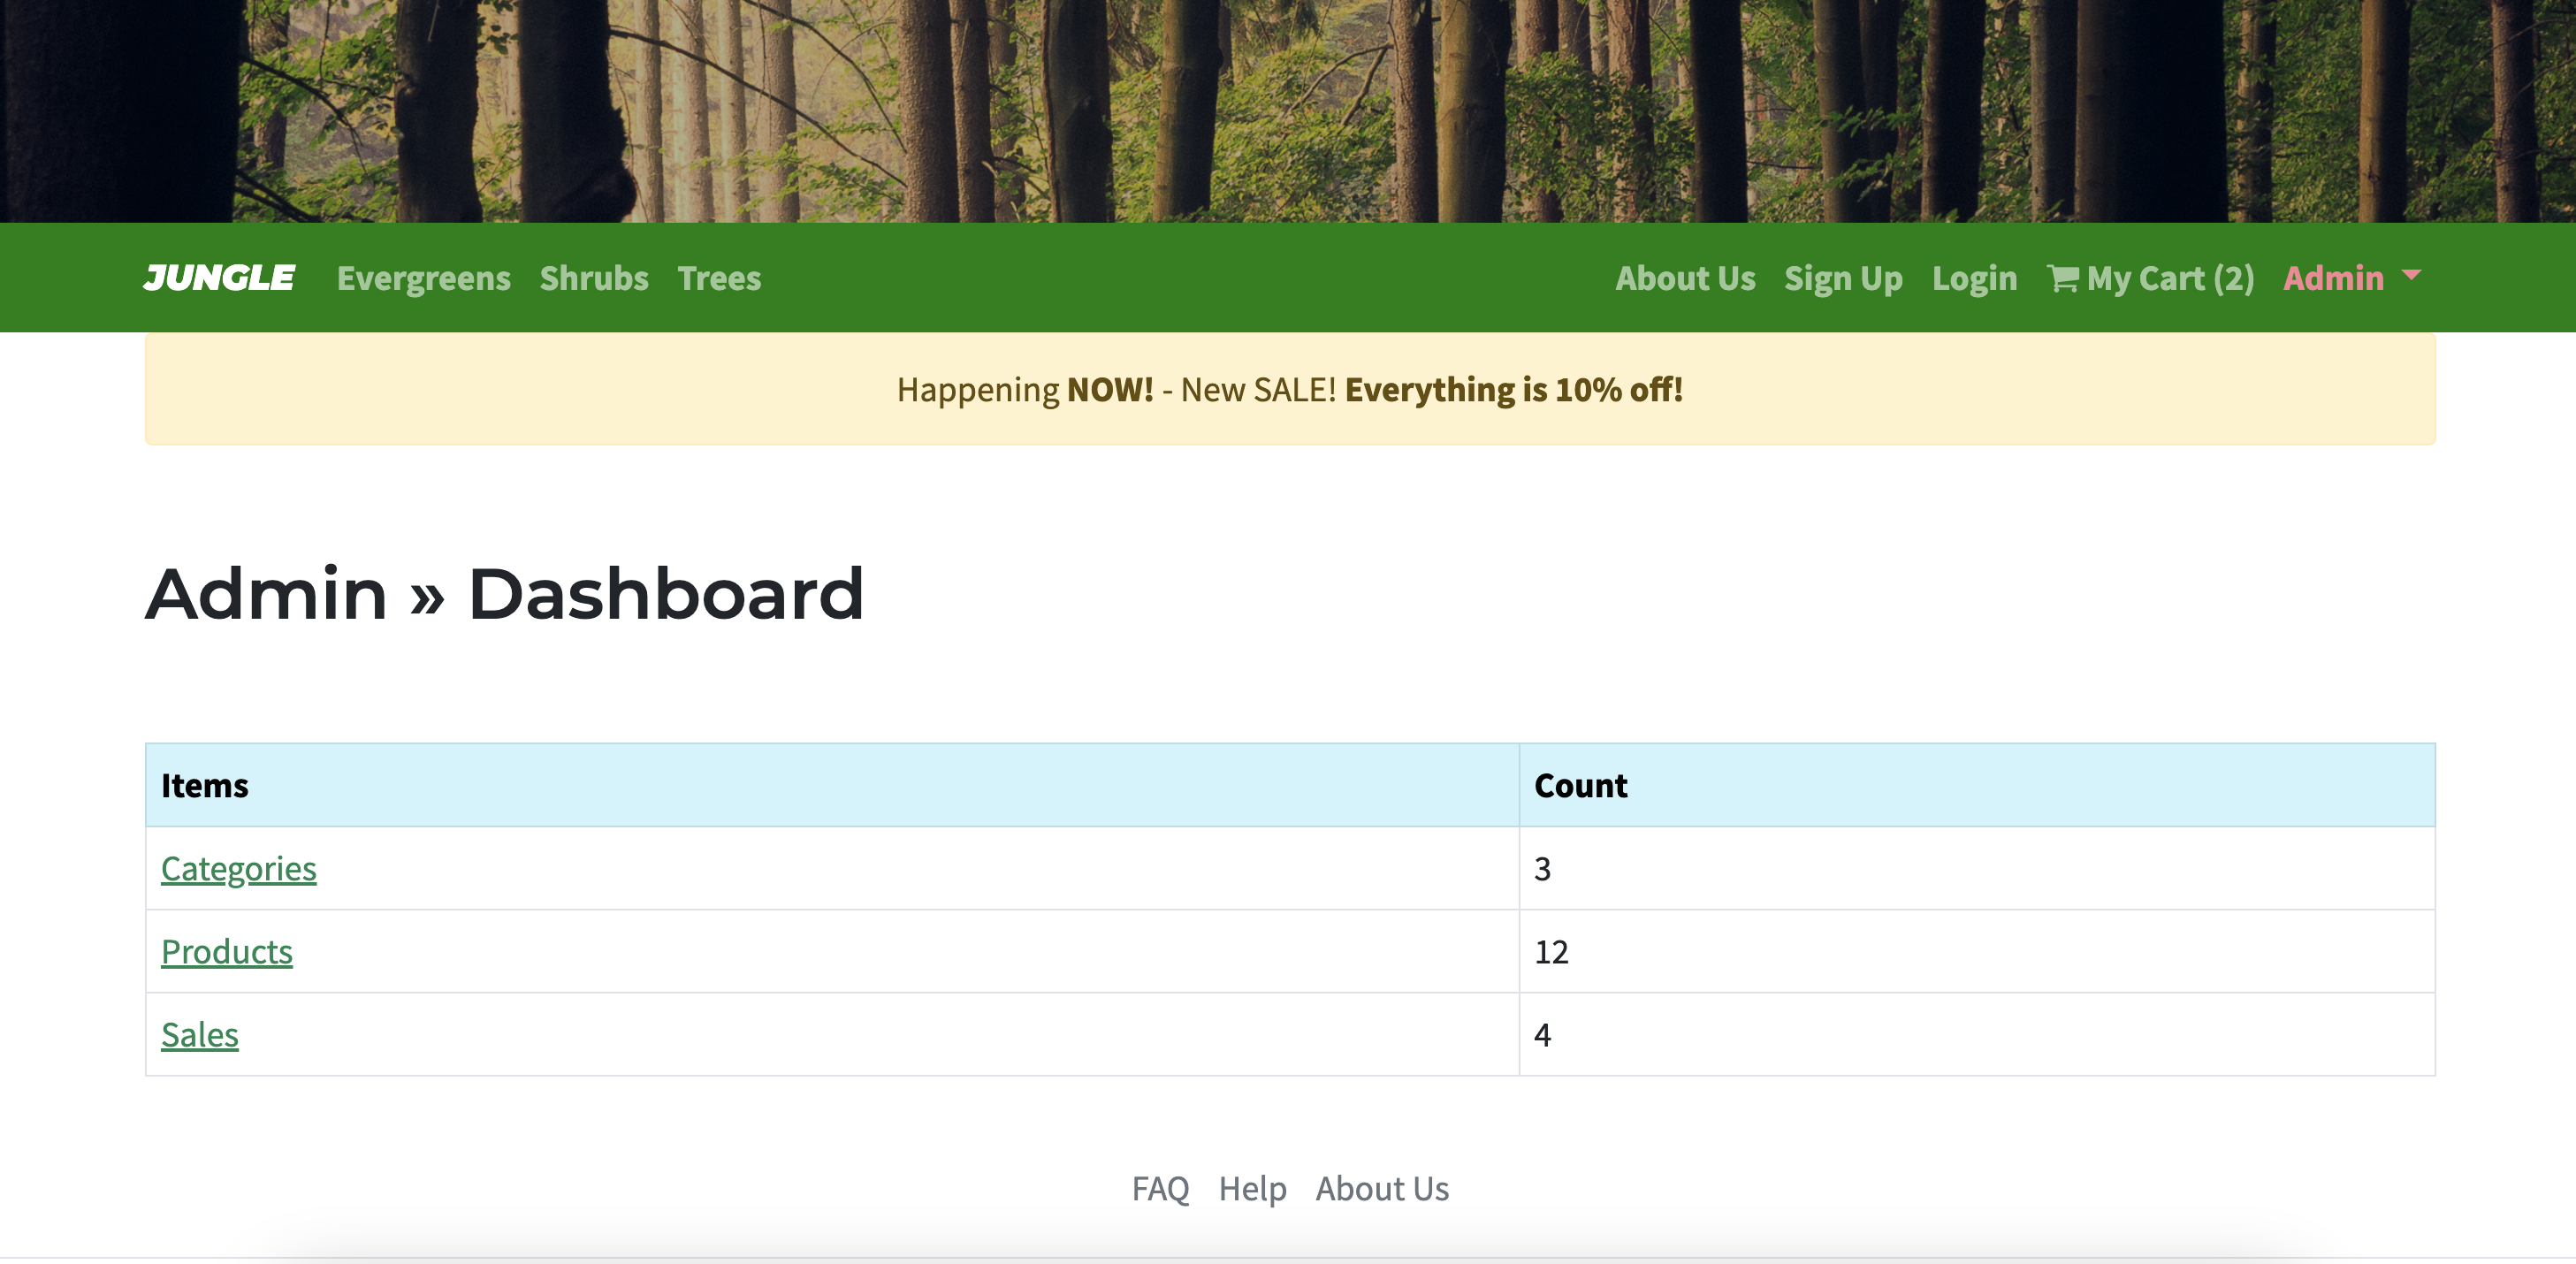 JUNGLE Evergreens Shrubs Trees About Us Sign Up Login My Cart (2) Admin
Happening NOW! - New SALE! Everything is 10% off!
Admin » Dashboard
Items Count
Categories 3
Products 12
Sales 4
FAQ Help About Us